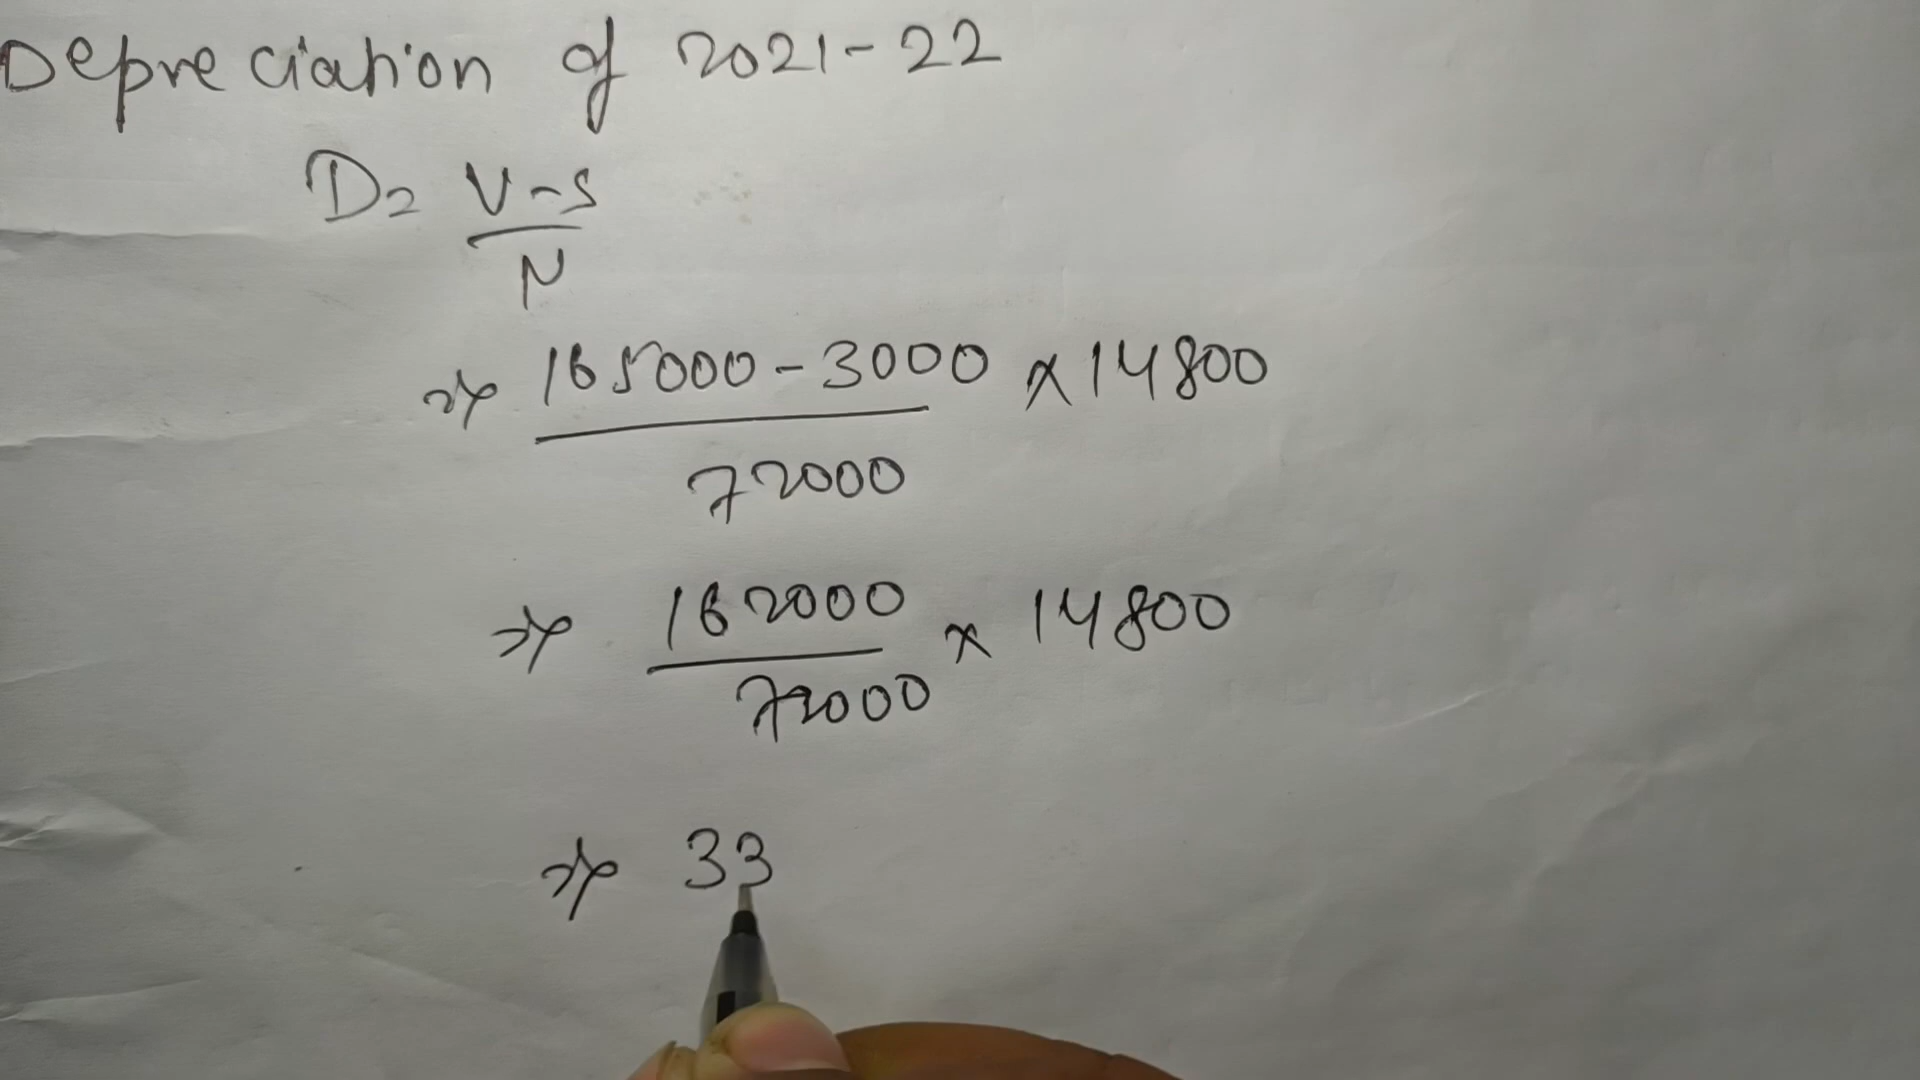 Depreciation of 2021-22
D= V-S
N
=> 165000-3000 x 14800
72000
=> 162000 x 14800
72000
=> 33